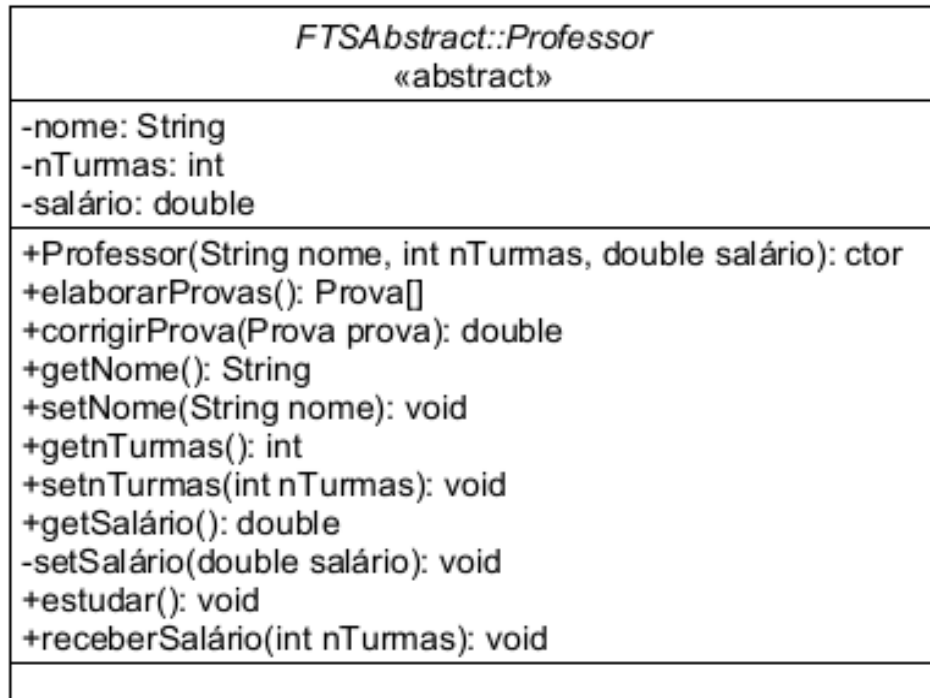 FTSAbstract::Professor
«abstract»
-nome: String
-nTurmas: int
-salário: double
+Professor(String nome, int nTurmas, double salário): ctor
+elaborarProvas(): Prova[]
+corrigirProva(Prova prova): double
+getNome(): String
+setNome(String nome): void
+getnTurmas(): int
+setnTurmas(int nTurmas): void
+getSalário(): double
-setSalário(double salário): void
+estudar(): void
+receberSalário(int nTurmas): void